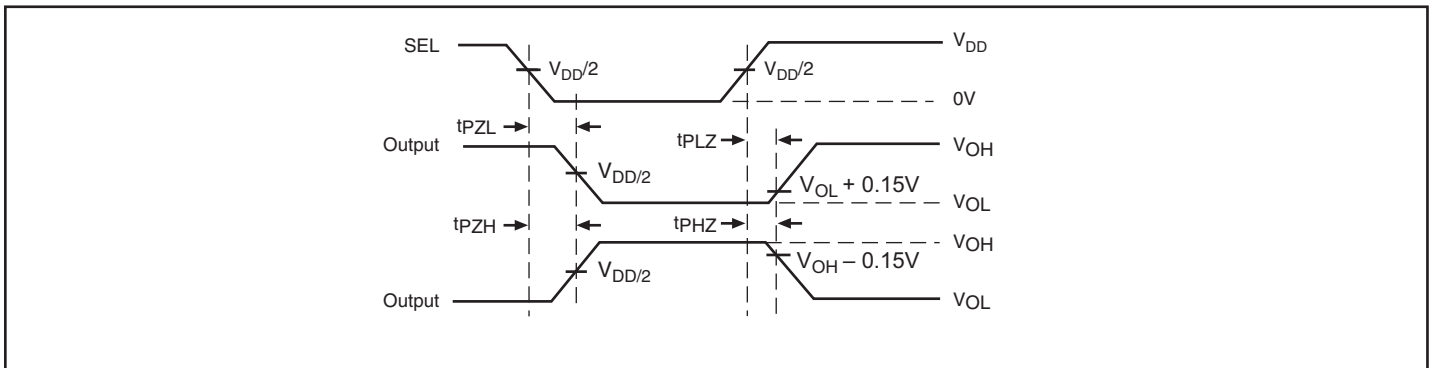 SEL
VDD
VDD/2
VDD/2
0V
tPZL
tPLZ
Output
VOH
VDD/2
VOL + 0.15V
VOL
tPZH
tPHZ
VOH
VDD/2
VOH – 0.15V
Output
VOL